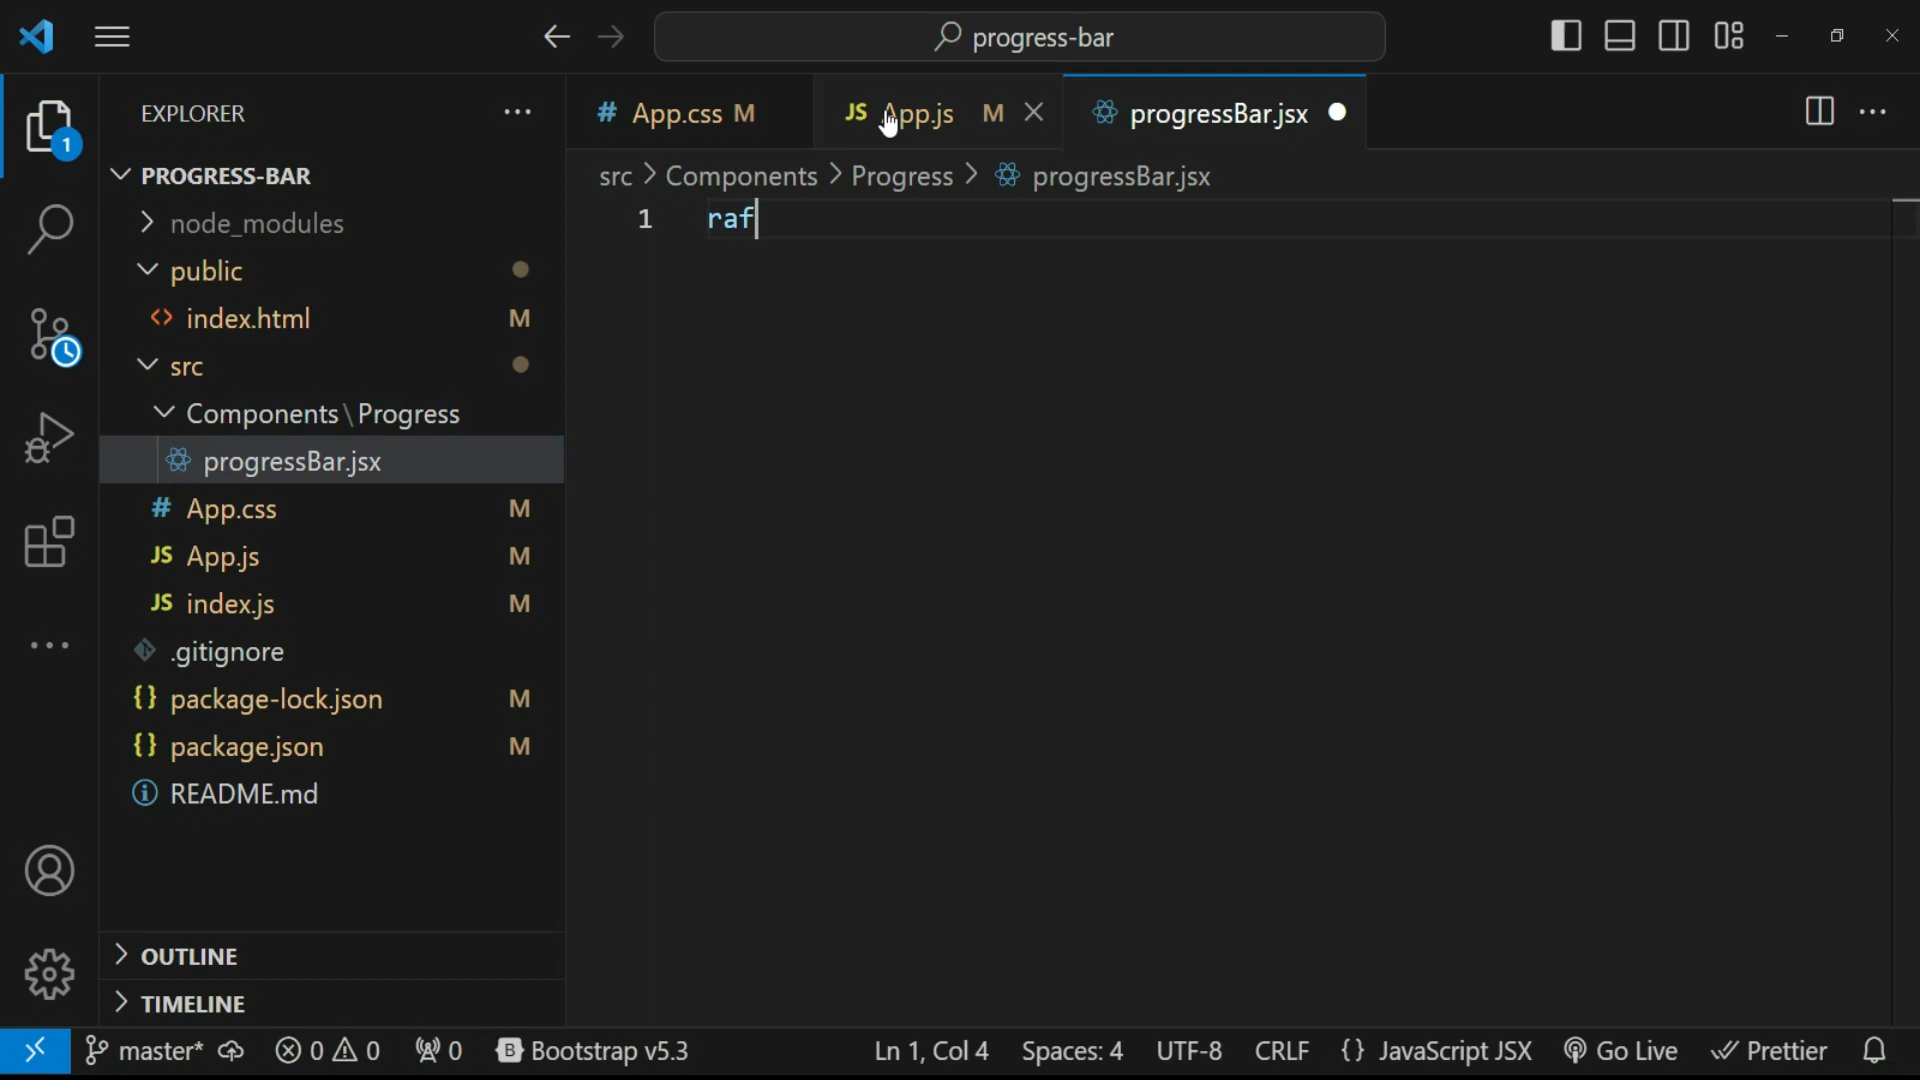 progress-bar
EXPLORER
1
PROGRESS-BAR
node_modules
public
index.html M
src
Components\Progress
progressBar.jsx
# App.css M
JS App.js M
JS index.js M
.gitignore
{} package-lock.json M
{} package.json M
README.md
OUTLINE
TIMELINE
# App.css M
JS App.js M
progressBar.jsx
src > Components > Progress > progressBar.jsx
1 raf
master* 0 0 0 B Bootstrap v5.3 Ln 1, Col 4 Spaces: 4 UTF-8 CRLF {} JavaScript JSX Go Live Prettier